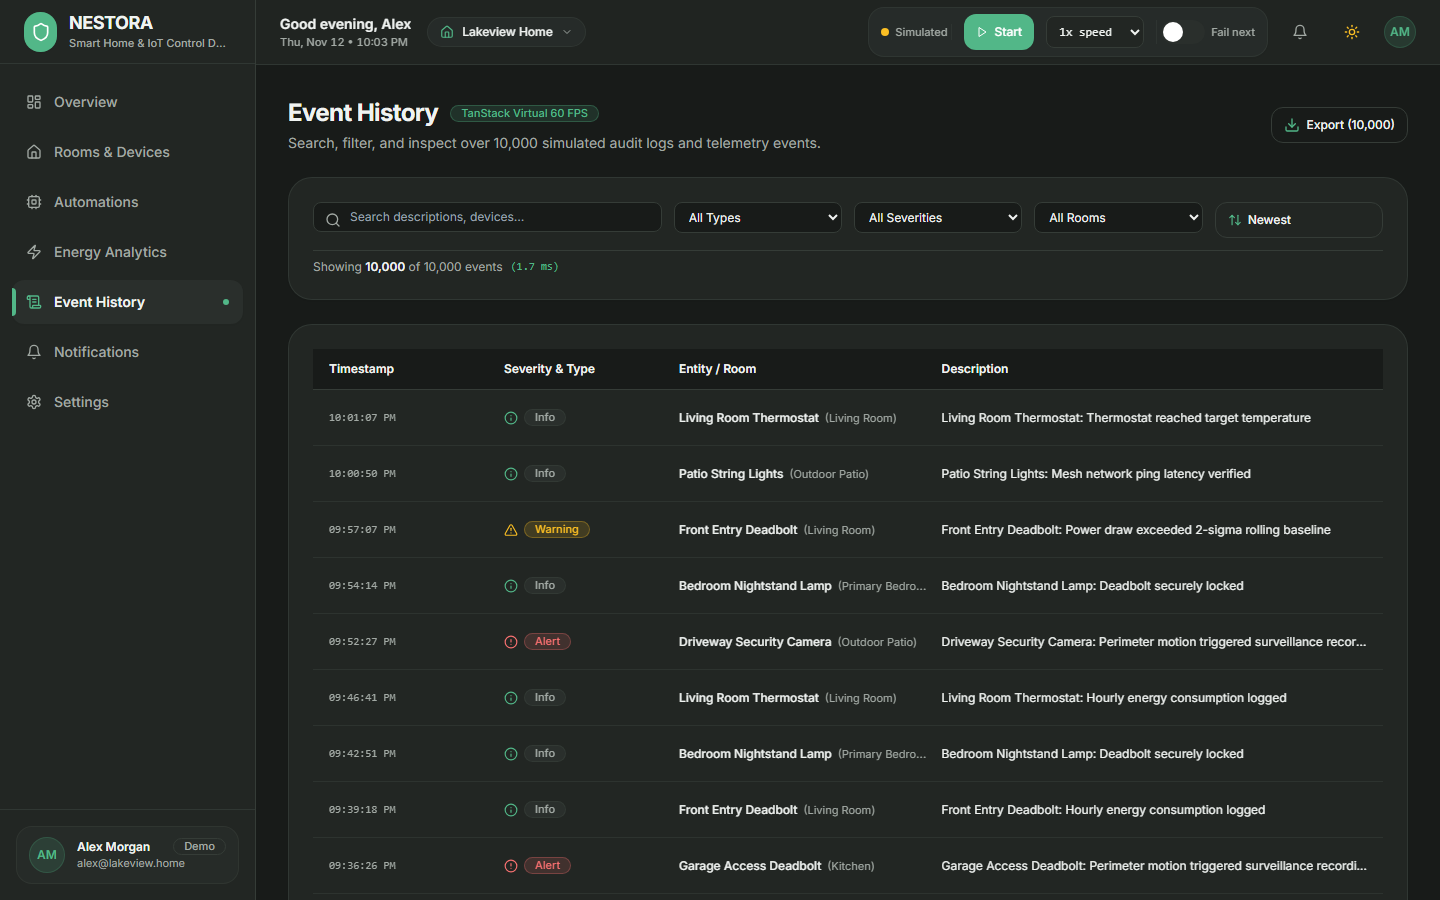 NESTORA
Smart Home & IoT Control D...
Good evening, Alex
Thu, Nov 12 • 10:03 PM
Lakeview Home
Simulated
Start
1x speed
Fail next
AM
Overview
Rooms & Devices
Automations
Energy Analytics
Event History
Notifications
Settings
AM
Alex Morgan
Demo
alex@lakeview.home
Event History
TanStack Virtual 60 FPS
Search, filter, and inspect over 10,000 simulated audit logs and telemetry events.
Export (10,000)
Search descriptions, devices...
All Types
All Severities
All Rooms
Newest
Showing 10,000 of 10,000 events (1.7 ms)
Timestamp Severity & Type Entity / Room Description
10:01:07 PM Info Living Room Thermostat (Living Room) Living Room Thermostat: Thermostat reached target temperature
10:00:50 PM Info Patio String Lights (Outdoor Patio) Patio String Lights: Mesh network ping latency verified
09:57:07 PM Warning Front Entry Deadbolt (Living Room) Front Entry Deadbolt: Power draw exceeded 2-sigma rolling baseline
09:54:14 PM Info Bedroom Nightstand Lamp (Primary Bedro... Bedroom Nightstand Lamp: Deadbolt securely locked
09:52:27 PM Alert Driveway Security Camera (Outdoor Patio) Driveway Security Camera: Perimeter motion triggered surveillance recor...
09:46:41 PM Info Living Room Thermostat (Living Room) Living Room Thermostat: Hourly energy consumption logged
09:42:51 PM Info Bedroom Nightstand Lamp (Primary Bedro... Bedroom Nightstand Lamp: Deadbolt securely locked
09:39:18 PM Info Front Entry Deadbolt (Living Room) Front Entry Deadbolt: Hourly energy consumption logged
09:36:26 PM Alert Garage Access Deadbolt (Kitchen) Garage Access Deadbolt: Perimeter motion triggered surveillance recordi...